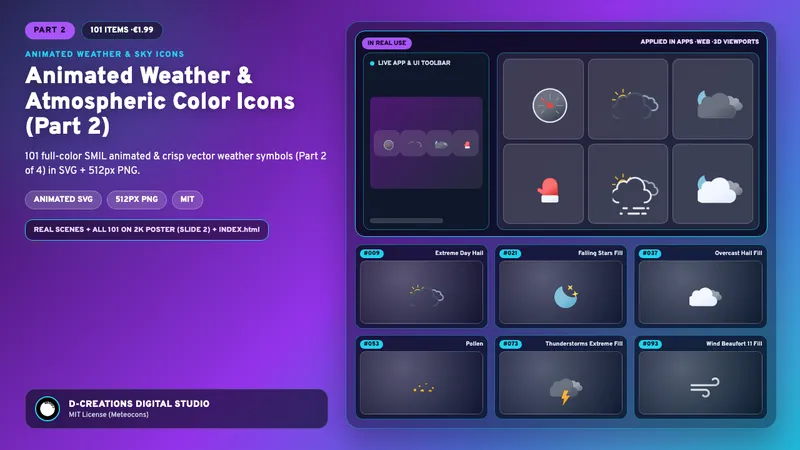 PART 2
101 ITEMS •€1.99
ANIMATED WEATHER & SKY ICONS
Animated Weather &
Atmospheric Color Icons
(Part 2)
101 full-color SMIL animated & crisp vector weather symbols (Part 2
of 4) in SVG + 512px PNG.
ANIMATED SVG
512PX PNG
MIT
REAL SCENES + ALL 101 ON 2K POSTER (SLIDE 2) + INDEX.html
D-CREATIONS DIGITAL STUDIO
MIT License (Meteocons)
IN REAL USE
APPLIED IN APPS •WEB •3D VIEWPORTS
LIVE APP & UI TOOLBAR
#009
Extreme Day Hail
#021
Falling Stars Fill
#037
Overcast Hail Fill
#053
Pollen
#073
Thunderstorms Extreme Fill
#093
Wind Beaufort 11 Fill